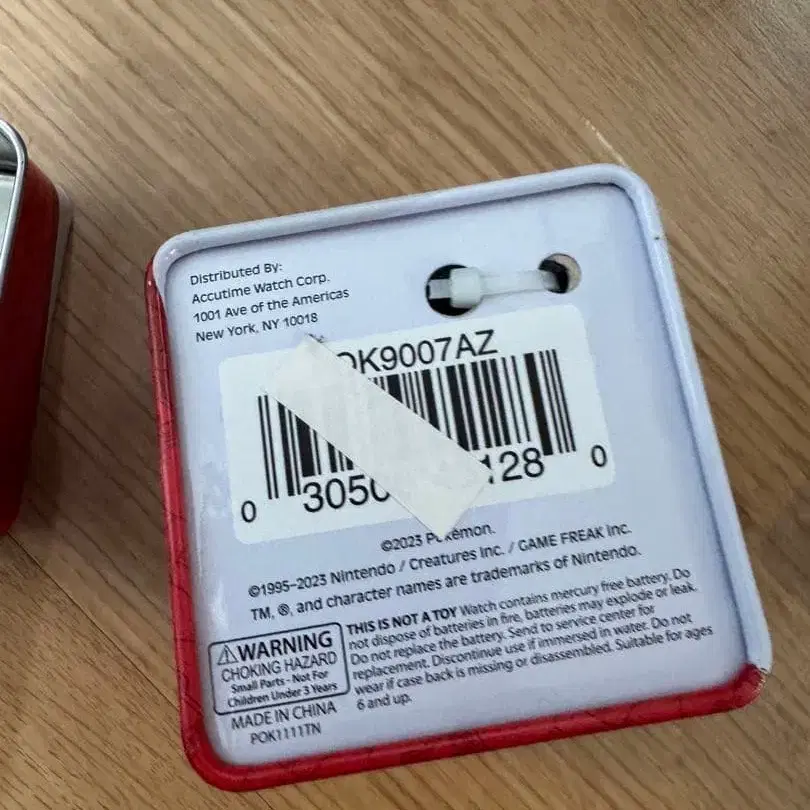 Distributed By:
Accutime Watch Corp.
1001 Ave of the Americas
New York, NY 10018
OK9007AZ
0 3050 128 0
©2023 Pokémon.
©1995–2023 Nintendo / Creatures Inc. / GAME FREAK Inc.
TM, ®, and character names are trademarks of Nintendo.
WARNING
CHOKING HAZARD
Small Parts - Not For
Children Under 3 Years
MADE IN CHINA
POK1111TN
THIS IS NOT A TOY Watch contains mercury free battery. Do
not dispose of batteries in fire, batteries may explode or leak.
Do not replace the battery. Send to service center for
replacement. Discontinue use if immersed in water. Do not
wear if case back is missing or disassembled. Suitable for ages
6 and up.